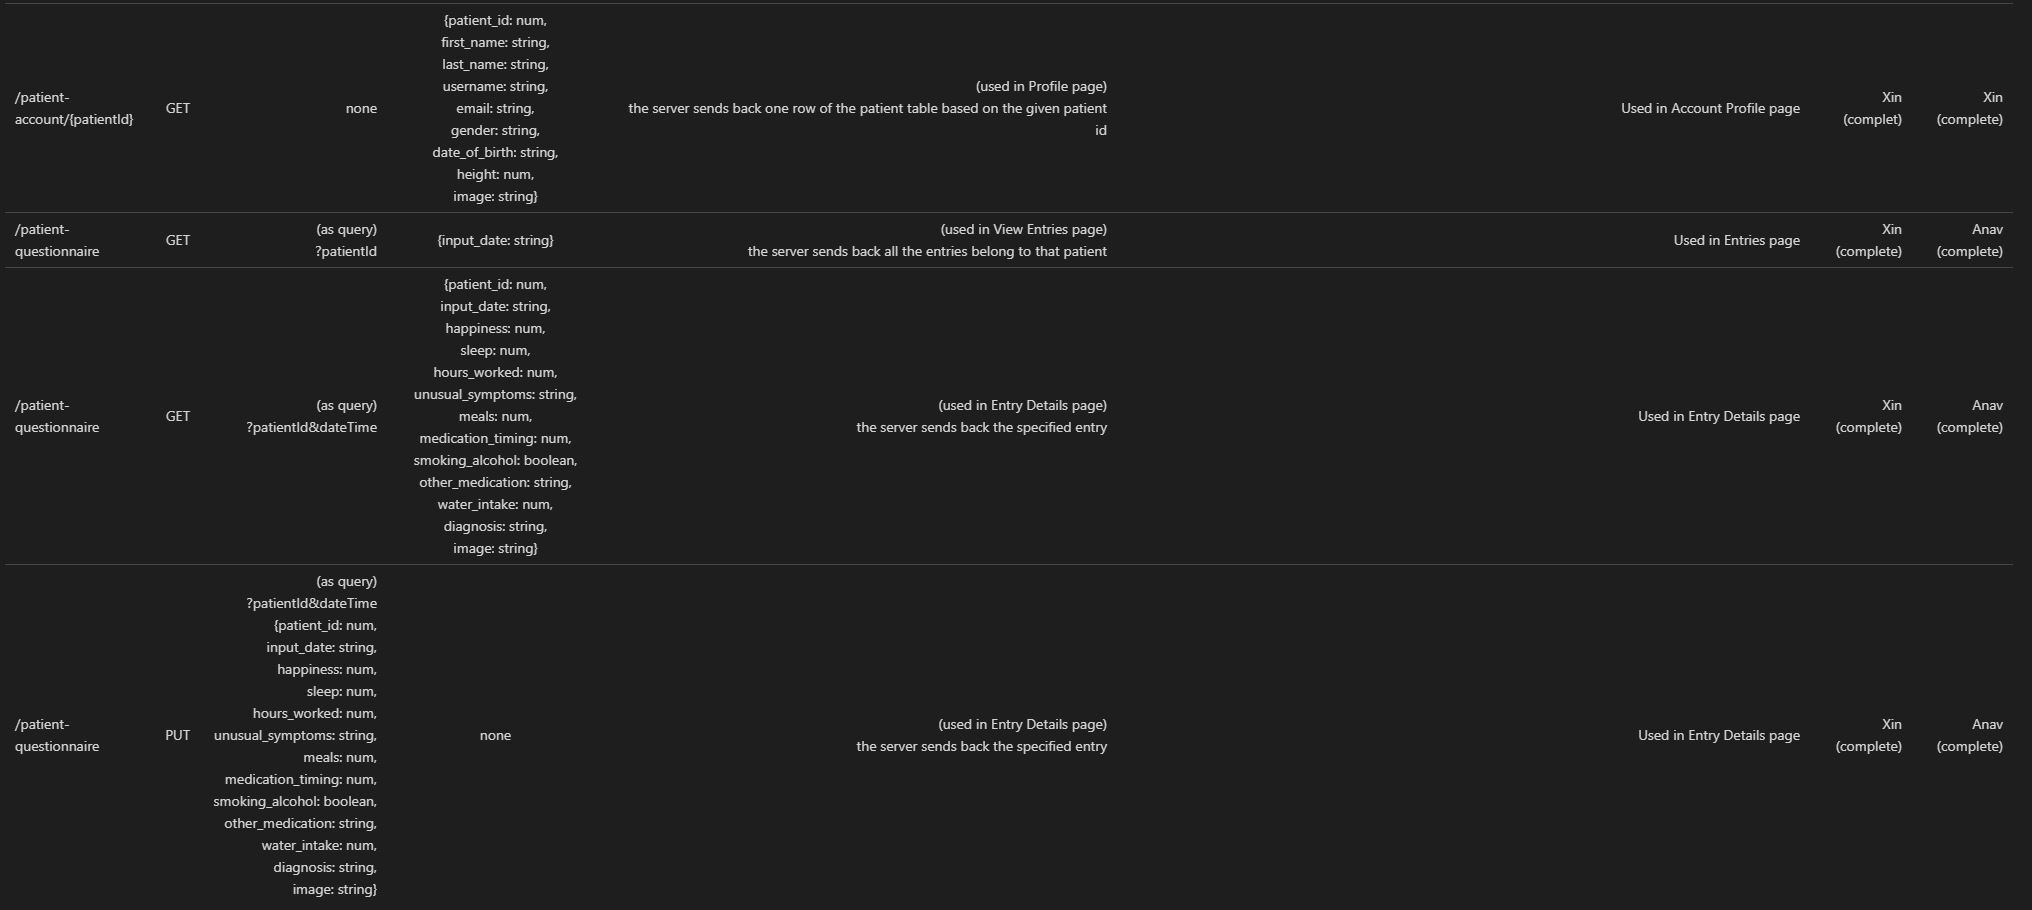 /patient-
account/{patientId}
GET
none
{patient_id: num,
first_name: string,
last_name: string,
username: string,
email: string,
gender: string,
date_of_birth: string,
height: num,
image: string}
(used in Profile page)
the server sends back one row of the patient table based on the given patient
id
Used in Account Profile page
Xin
(complet)
Xin
(complete)
/patient-
questionnaire
GET
(as query)
?patientId
{input_date: string}
(used in View Entries page)
the server sends back all the entries belong to that patient
Used in Entries page
Xin
(complete)
Anav
(complete)
/patient-
questionnaire
GET
(as query)
?patientId&dateTime
{patient_id: num,
input_date: string,
happiness: num,
sleep: num,
hours_worked: num,
unusual_symptoms: string,
meals: num,
medication_timing: num,
smoking_alcohol: boolean,
other_medication: string,
water_intake: num,
diagnosis: string,
image: string}
(used in Entry Details page)
the server sends back the specified entry
Used in Entry Details page
Xin
(complete)
Anav
(complete)
/patient-
questionnaire
PUT
(as query)
?patientId&dateTime
{patient_id: num,
input_date: string,
happiness: num,
sleep: num,
hours_worked: num,
unusual_symptoms: string,
meals: num,
medication_timing: num,
smoking_alcohol: boolean,
other_medication: string,
water_intake: num,
diagnosis: string,
image: string}
none
(used in Entry Details page)
the server sends back the specified entry
Used in Entry Details page
Xin
(complete)
Anav
(complete)